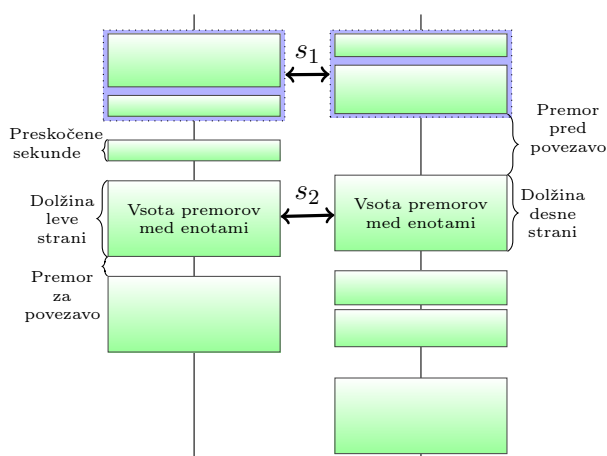 s1
Premor
pred
povezavo
Preskočene
sekunde
Dolžina
leve
strani
Vsota premorov
med enotami
s2
Vsota premorov
med enotami
Dolžina
desne
strani
Premor
za
povezavo